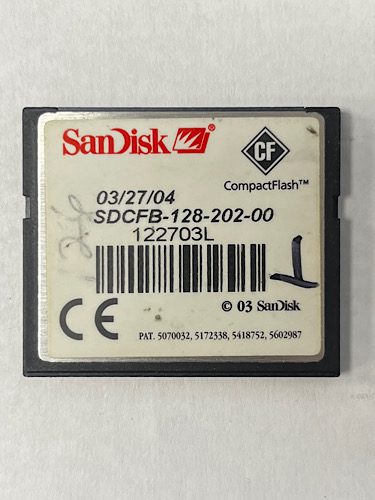 SanDisk
CF
CompactFlash™
03/27/04
SDCFB-128-202-00
122703L
© 03 SanDisk
CE
PAT. 5070032, 5172338, 5418752, 5602987